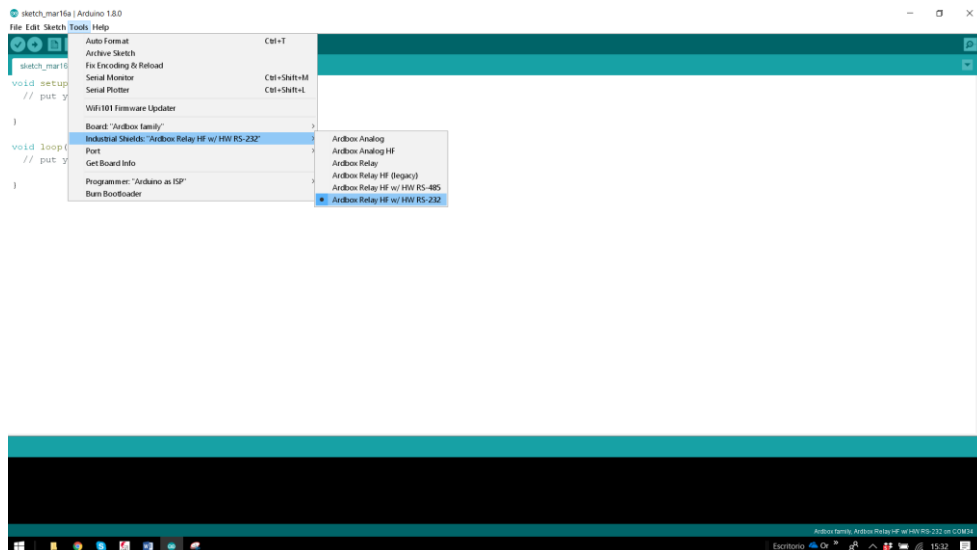 sketch_mar16a | Arduino 1.8.0
File Edit Sketch Tools Help
sketch_mar16
Auto Format Ctrl+T
Archive Sketch
Fix Encoding & Reload
Serial Monitor Ctrl+Shift+M
Serial Plotter Ctrl+Shift+L
WiFi101 Firmware Updater
Board: "Ardbox family"
Industrial Shields: "Ardbox Relay HF w/ HW RS-232"
Port
Get Board Info
Programmer: "Arduino as ISP"
Burn Bootloader
Ardbox Analog
Ardbox Analog HF
Ardbox Relay
Ardbox Relay HF (legacy)
Ardbox Relay HF w/ HW RS-485
Ardbox Relay HF w/ HW RS-232
void setup
// put y
}
void loop(
// put y
}
Ardbox family, Ardbox Relay HF w/ HW RS-232 on COM34
Escritorio Or » 15:32